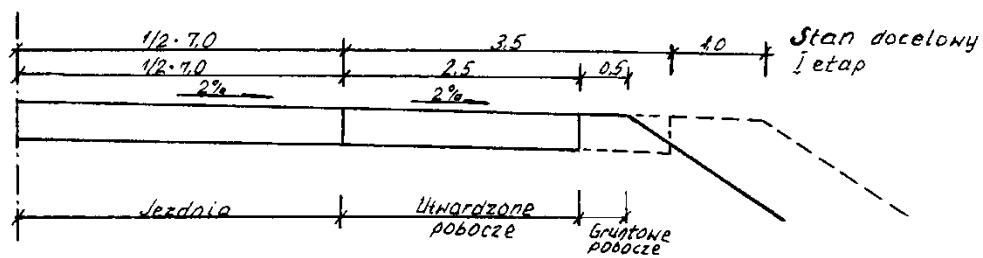 1/2·7,0 3,5 1,0 Stan docelowy
1/2·7,0 2,5 0,5 I etap
2% 2%
Jezdnia Utwardzone pobocze Gruntowe pobocze